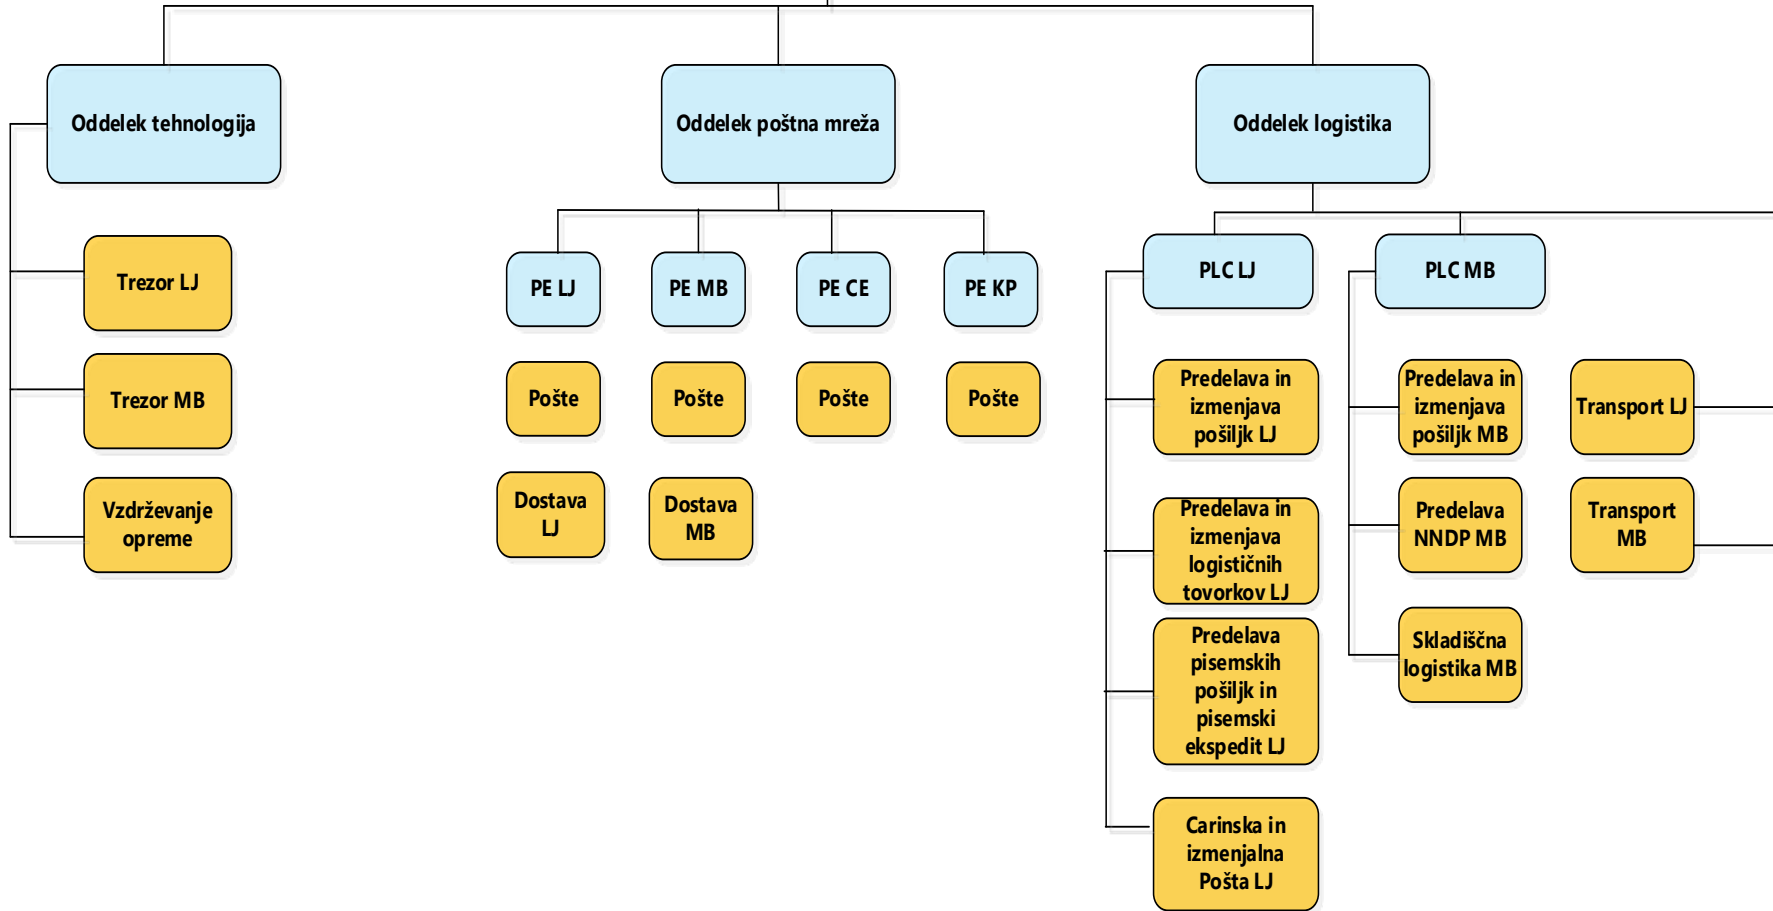 Oddelek tehnologija
Oddelek poštna mreža
Oddelek logistika
Trezor LJ
Trezor MB
Vzdrževanje
opreme
PE LJ
PE MB
PE CE
PE KP
Pošte
Pošte
Pošte
Pošte
Dostava
LJ
Dostava
MB
PLC LJ
PLC MB
Predelava in
izmenjava
pošiljk LJ
Predelava in
izmenjava
logističnih
tovorkov LJ
Predelava
pisemskih
pošiljk in
pisemski
ekspedit LJ
Carinska in
izmenjalna
Pošta LJ
Predelava in
izmenjava
pošiljk MB
Predelava
NNDP MB
Skladiščna
logistika MB
Transport LJ
Transport
MB